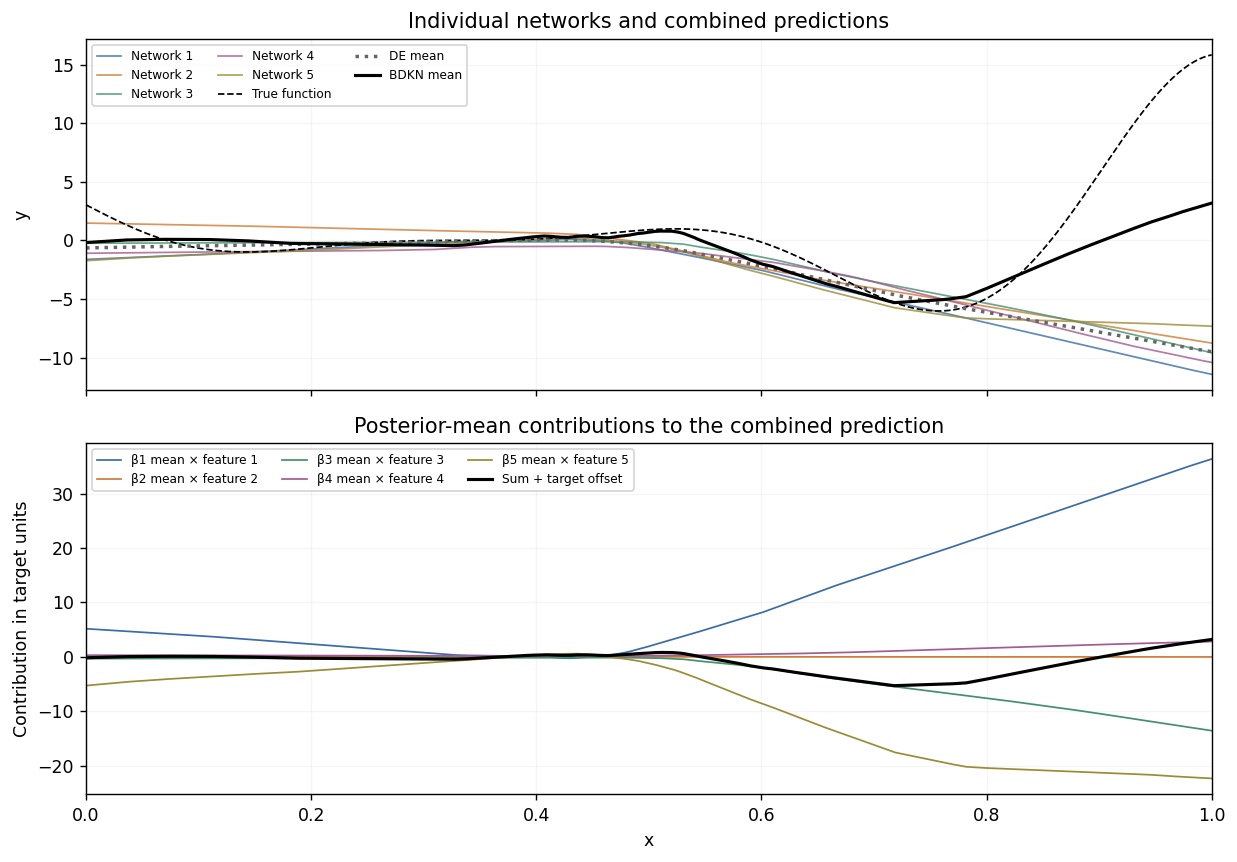 Individual networks and combined predictions
Network 1
Network 2
Network 3
Network 4
Network 5
True function
DE mean
BDKN mean
15
10
5
0
−5
−10
y
Posterior-mean contributions to the combined prediction
β1 mean × feature 1
β2 mean × feature 2
β3 mean × feature 3
β4 mean × feature 4
β5 mean × feature 5
Sum + target offset
30
20
10
0
−10
−20
Contribution in target units
0.0
0.2
0.4
0.6
0.8
1.0
x